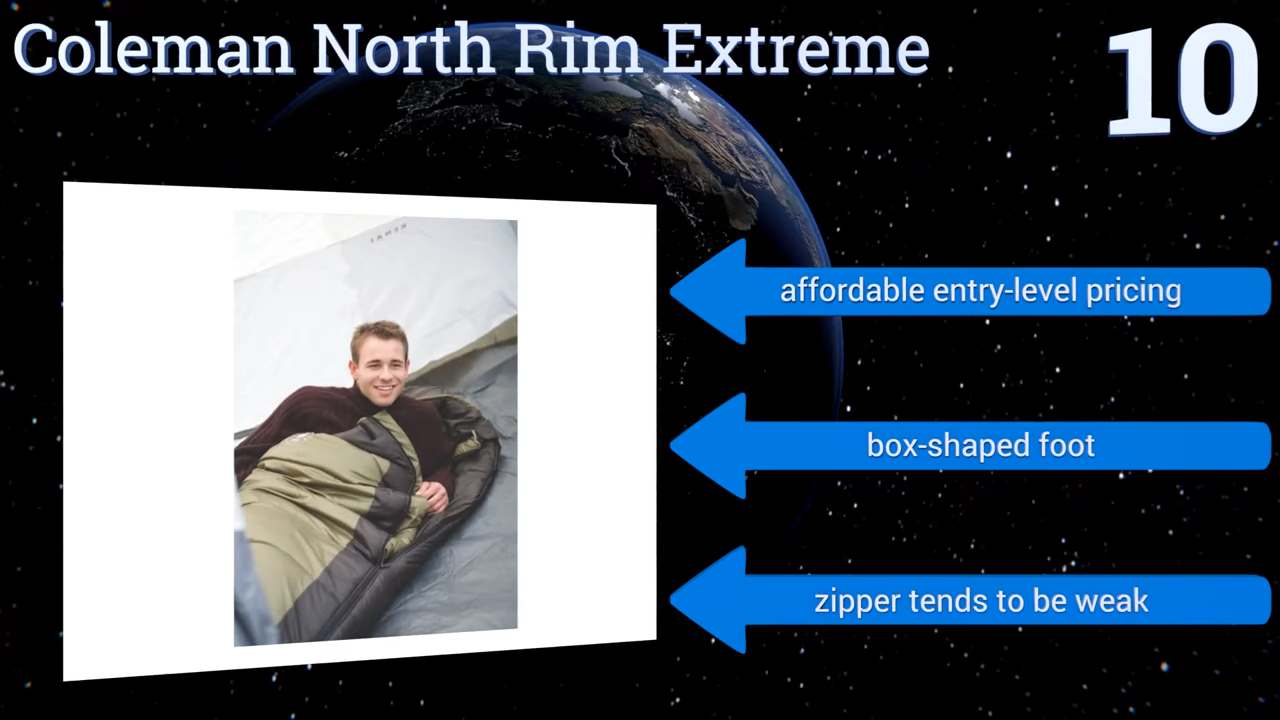 Coleman North Rim Extreme
10
affordable entry-level pricing
box-shaped foot
zipper tends to be weak